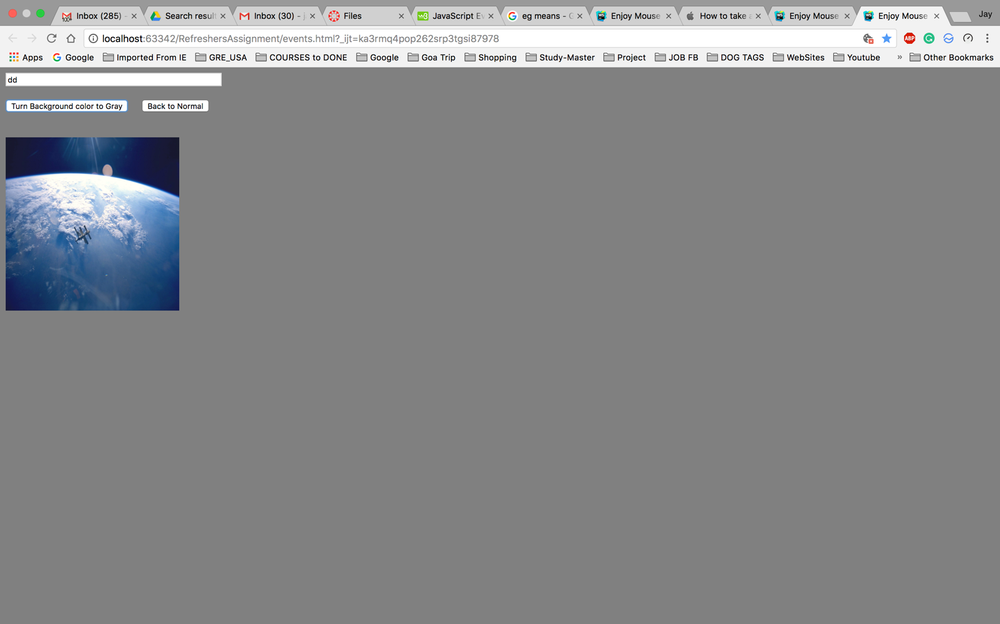 Inbox (285) - Search result Inbox (30) - j Files JavaScript Ev eg means - G Enjoy Mouse How to take a Enjoy Mouse Enjoy Mouse Jay
localhost:63342/RefreshersAssignment/events.html?_ijt=ka3rmq4pop262srp3tgsi87978 ABP
Apps Google Imported From IE GRE_USA COURSES to DONE Google Goa Trip Shopping Study-Master Project JOB FB DOG TAGS WebSites Youtube » Other Bookmarks
dd
Turn Background color to Gray Back to Normal